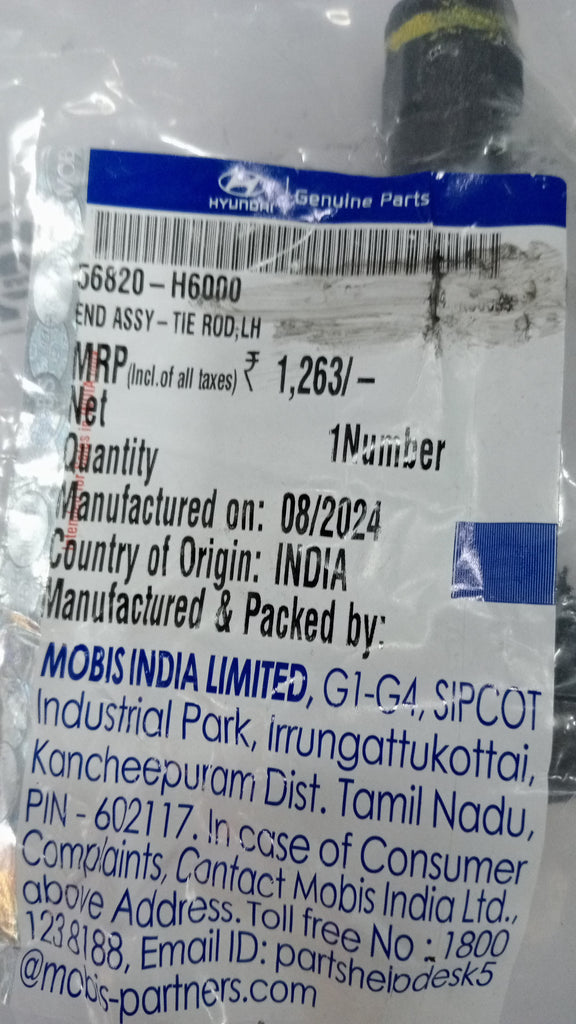 HYUNDAI | Genuine Parts
56820-H6000
END ASSY-TIE ROD,LH
MRP (Incl.of all taxes) ₹ 1,263/-
Net
Quantity 1Number
Manufactured on: 08/2024
Country of Origin: INDIA
Manufactured & Packed by:
MOBIS INDIA LIMITED, G1-G4, SIPCOT
Industrial Park, Irrungattukottai,
Kancheepuram Dist. Tamil Nadu,
PIN - 602117. In case of Consumer
Complaints, Contact Mobis India Ltd.,
above Address. Toll free No : 1800
1238188, Email ID: partshelpdesk5
@mobis-partners.com